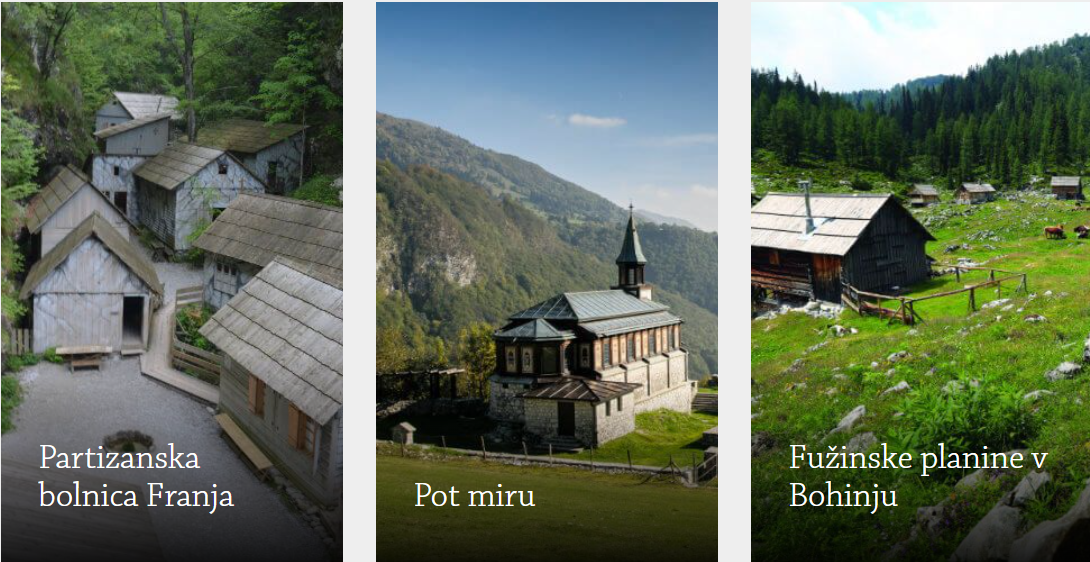 Partizanska
bolnica Franja
Pot miru
Fužinske planine v
Bohinju